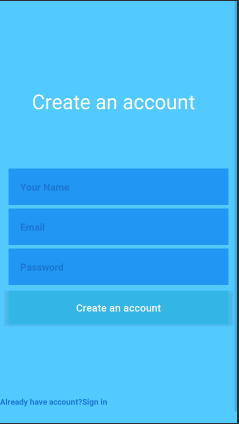 Create an account
Your Name
Email
Password
Create an account
Already have account?Sign in